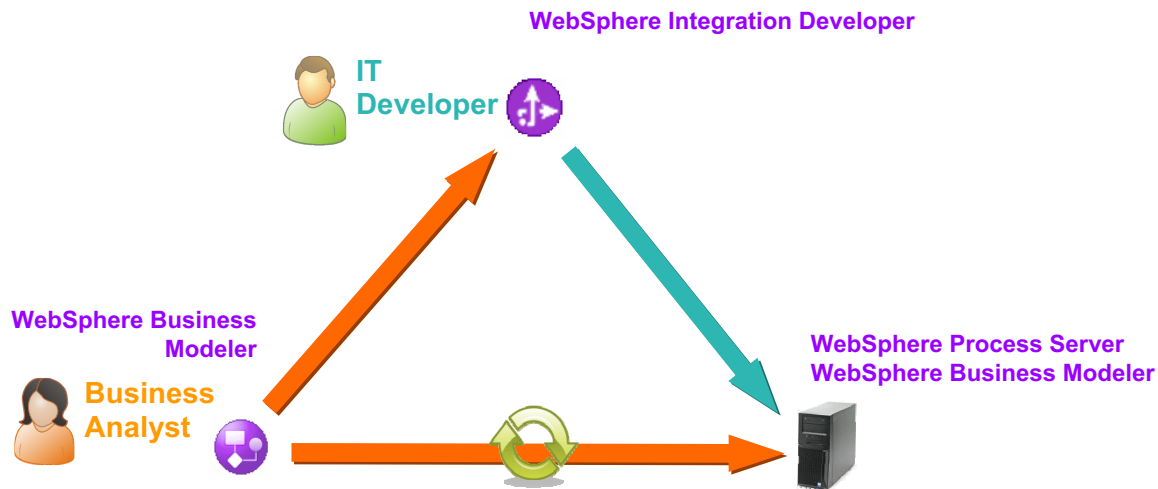 WebSphere Integration Developer
IT
Developer
WebSphere Business
Modeler
Business
Analyst
WebSphere Process Server
WebSphere Business Modeler